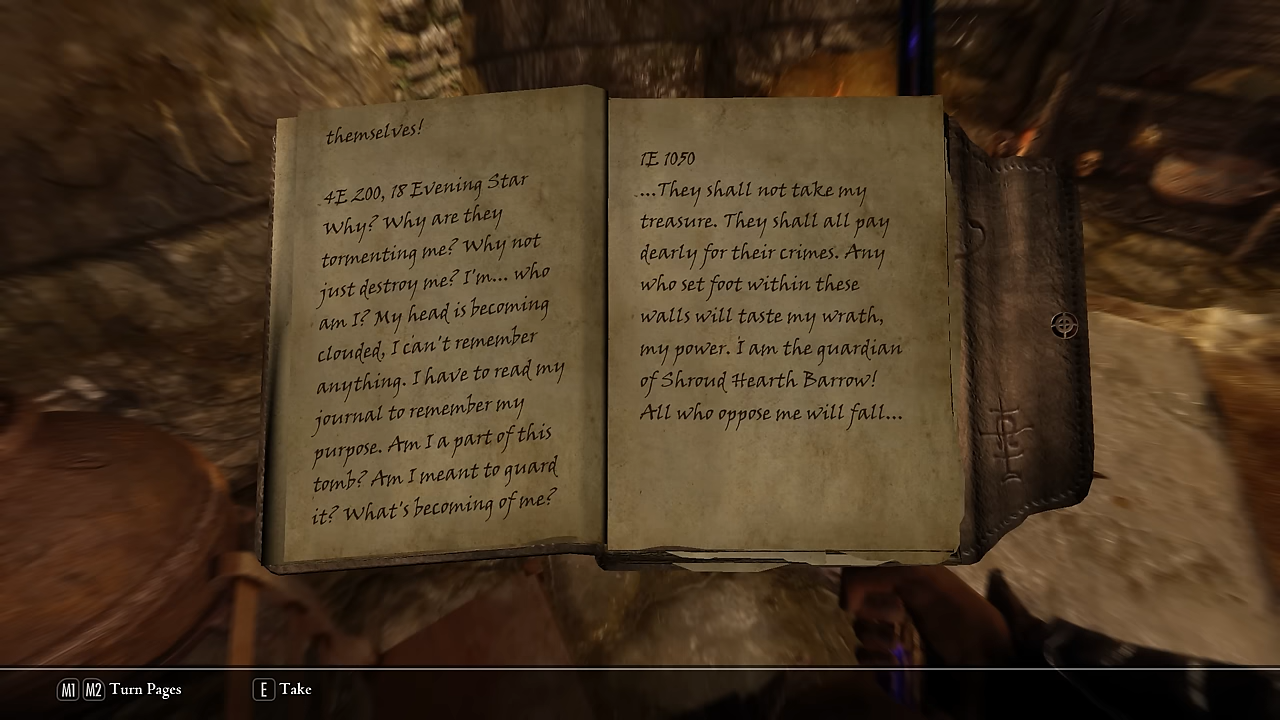 themselves!
4E 200, 18 Evening Star
Why? Why are they
tormenting me? Why not
just destroy me? I'm... who
am I? My head is becoming
clouded, I can't remember
anything. I have to read my
journal to remember my
purpose. Am I a part of this
tomb? Am I meant to guard
it? What's becoming of me?
1E 1050
...They shall not take my
treasure. They shall all pay
dearly for their crimes. Any
who set foot within these
walls will taste my wrath,
my power. I am the guardian
of Shroud Hearth Barrow!
All who oppose me will fall...
M1 M2 Turn Pages E Take